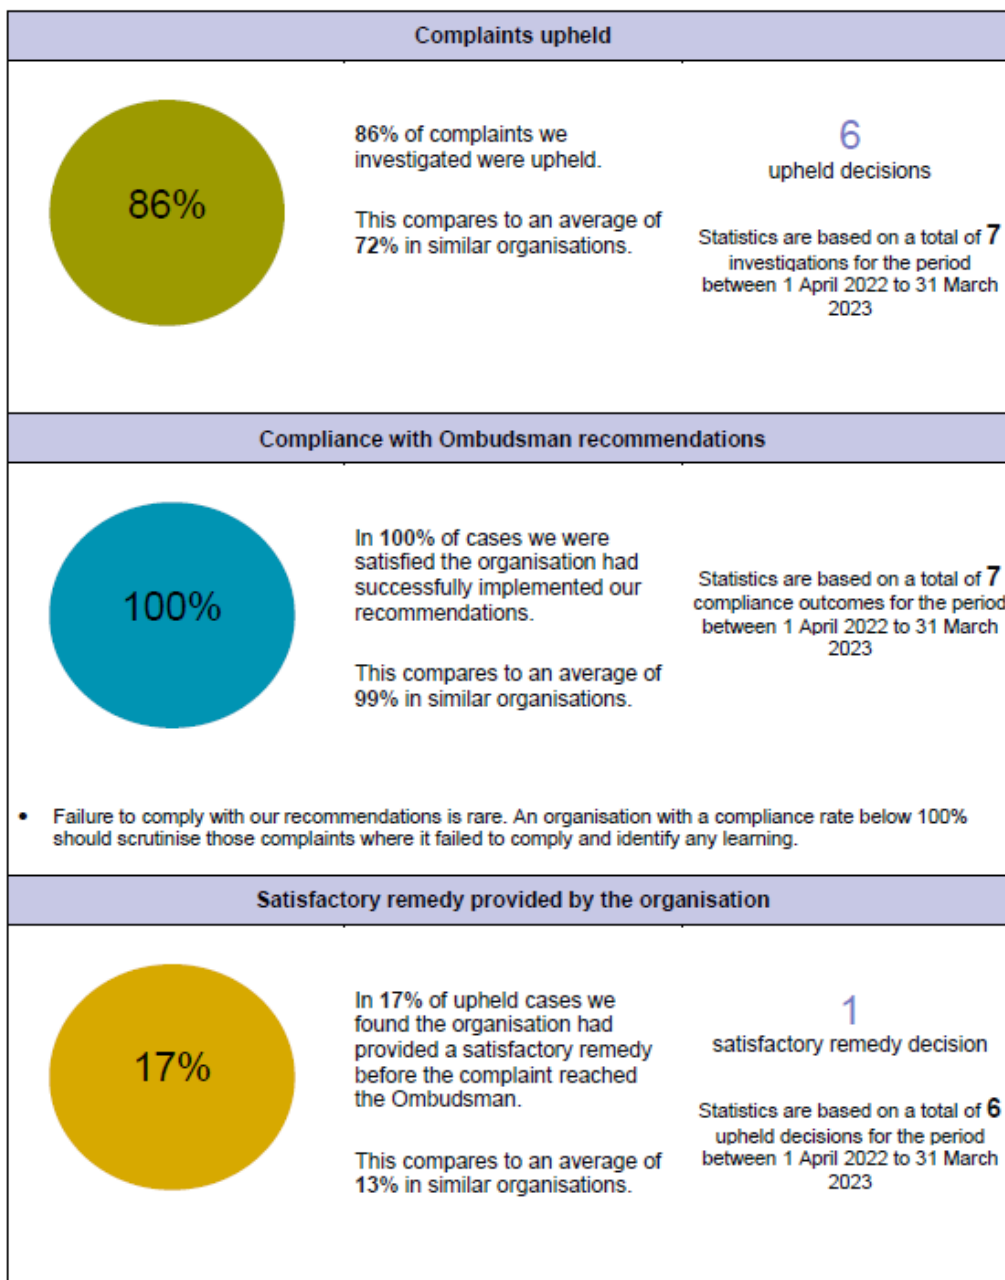 Complaints upheld
86%
86% of complaints we
investigated were upheld.
This compares to an average of
72% in similar organisations.
6
upheld decisions
Statistics are based on a total of 7
investigations for the period
between 1 April 2022 to 31 March
2023
Compliance with Ombudsman recommendations
100%
In 100% of cases we were
satisfied the organisation had
successfully implemented our
recommendations.
This compares to an average of
99% in similar organisations.
Statistics are based on a total of 7
compliance outcomes for the period
between 1 April 2022 to 31 March
2023
• Failure to comply with our recommendations is rare. An organisation with a compliance rate below 100%
should scrutinise those complaints where it failed to comply and identify any learning.
Satisfactory remedy provided by the organisation
17%
In 17% of upheld cases we
found the organisation had
provided a satisfactory remedy
before the complaint reached
the Ombudsman.
This compares to an average of
13% in similar organisations.
1
satisfactory remedy decision
Statistics are based on a total of 6
upheld decisions for the period
between 1 April 2022 to 31 March
2023